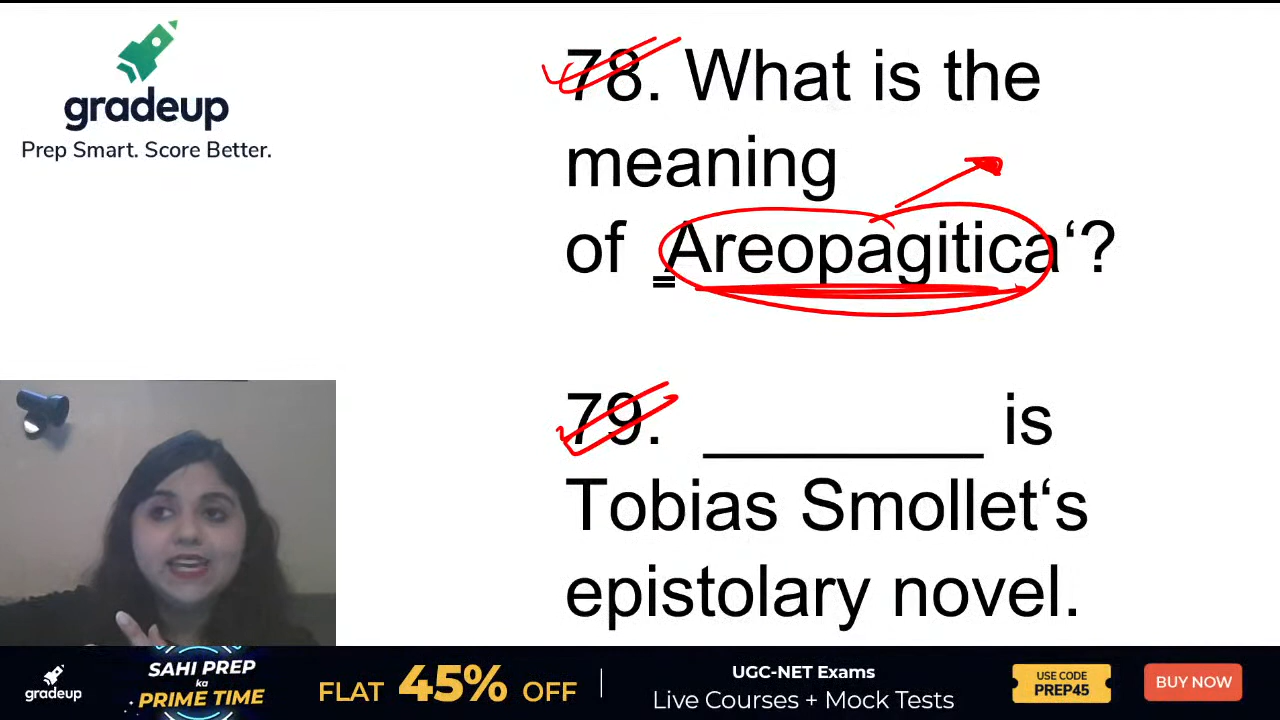 gradeup
Prep Smart. Score Better.
78. What is the
meaning
of Areopagitica‘?
79. ________ is
Tobias Smollet‘s
epistolary novel.
gradeup
SAHI PREP
ka
PRIME TIME
FLAT 45% OFF
UGC-NET Exams
Live Courses + Mock Tests
USE CODE
PREP45
BUY NOW